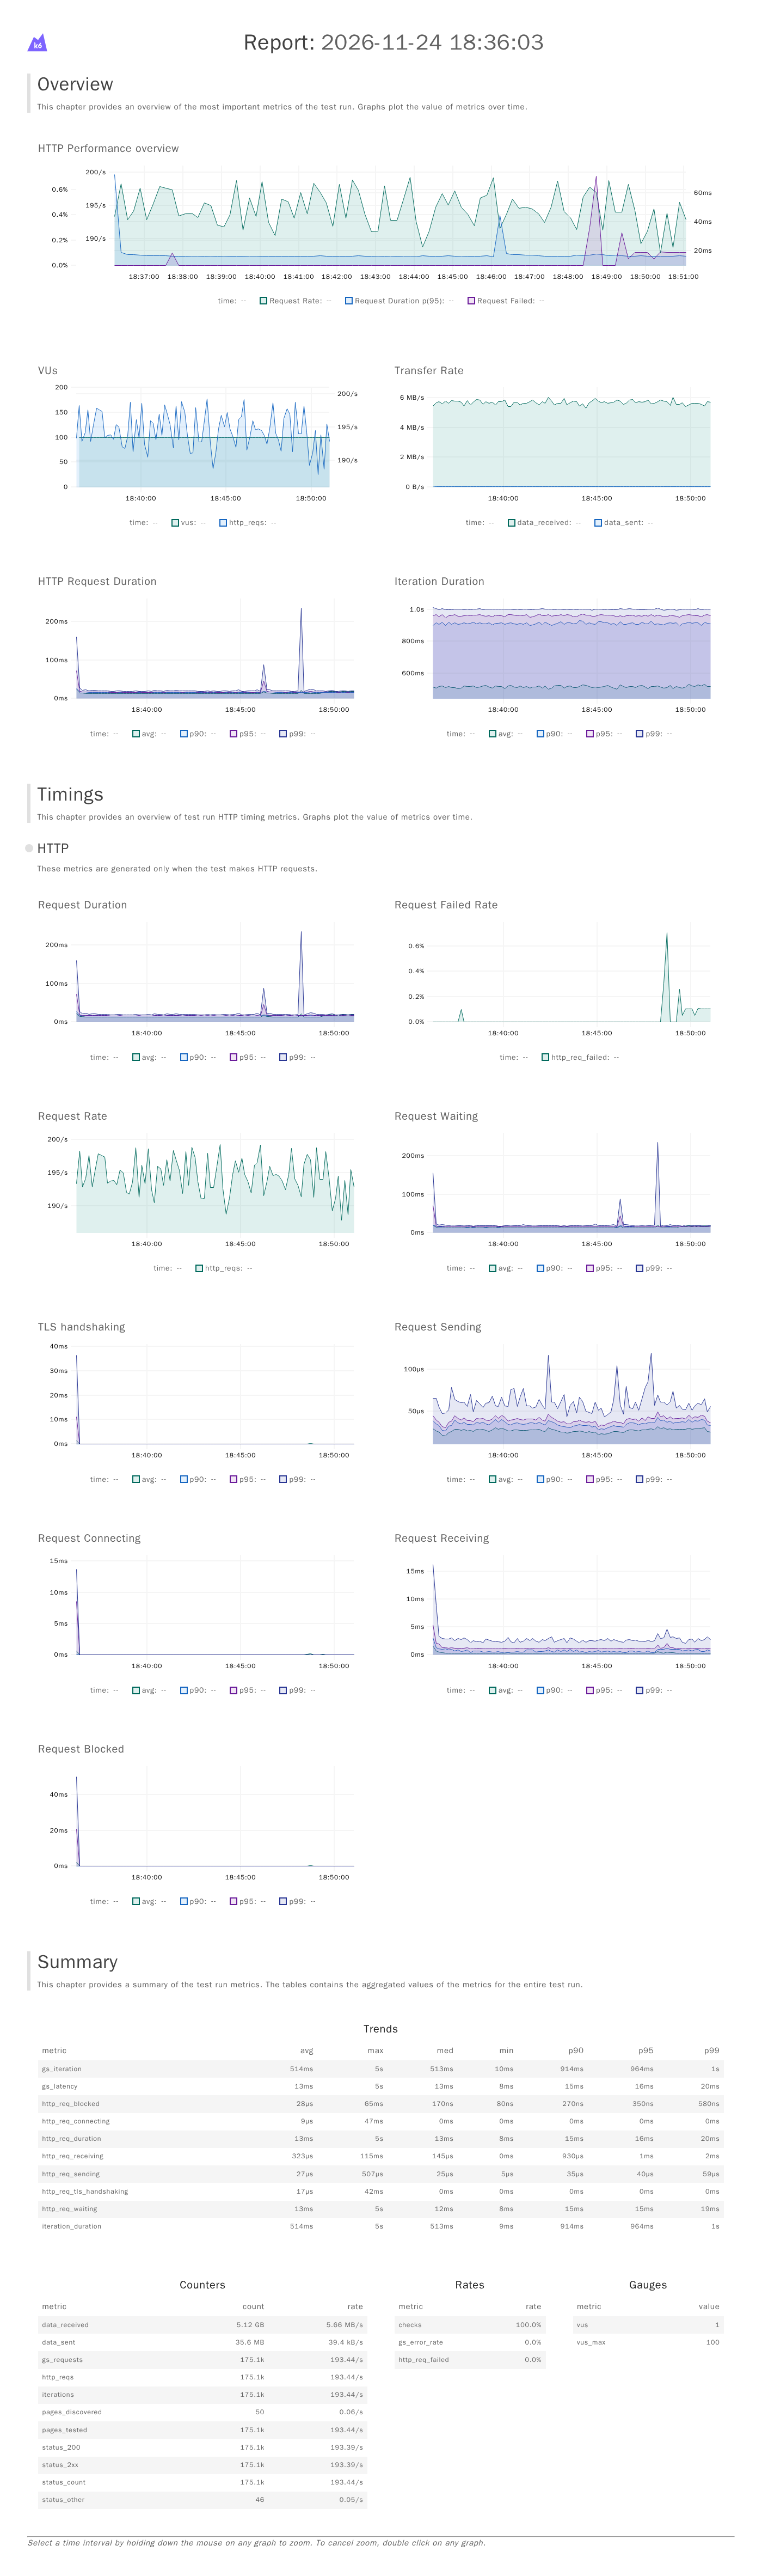 k6
Report: 2026-11-24 18:36:03
Overview
This chapter provides an overview of the most important metrics of the test run. Graphs plot the value of metrics over time.
HTTP Performance overview
0.6%
0.4%
0.2%
0.0%
200/s
195/s
190/s
60ms
40ms
20ms
18:37:00 18:38:00 18:39:00 18:40:00 18:41:00 18:42:00 18:43:00 18:44:00 18:45:00 18:46:00 18:47:00 18:48:00 18:49:00 18:50:00 18:51:00
time: -- Request Rate: -- Request Duration p(95): -- Request Failed: --
VUs
200
150
100
50
0
200/s
195/s
190/s
18:40:00 18:45:00 18:50:00
time: -- vus: -- http_reqs: --
Transfer Rate
6 MB/s
4 MB/s
2 MB/s
0 B/s
18:40:00 18:45:00 18:50:00
time: -- data_received: -- data_sent: --
HTTP Request Duration
200ms
100ms
0ms
18:40:00 18:45:00 18:50:00
time: -- avg: -- p90: -- p95: -- p99: --
Iteration Duration
1.0s
800ms
600ms
18:40:00 18:45:00 18:50:00
time: -- avg: -- p90: -- p95: -- p99: --
Timings
This chapter provides an overview of test run HTTP timing metrics. Graphs plot the value of metrics over time.
HTTP
These metrics are generated only when the test makes HTTP requests.
Request Duration
200ms
100ms
0ms
18:40:00 18:45:00 18:50:00
time: -- avg: -- p90: -- p95: -- p99: --
Request Failed Rate
0.6%
0.4%
0.2%
0.0%
18:40:00 18:45:00 18:50:00
time: -- http_req_failed: --
Request Rate
200/s
195/s
190/s
18:40:00 18:45:00 18:50:00
time: -- http_reqs: --
Request Waiting
200ms
100ms
0ms
18:40:00 18:45:00 18:50:00
time: -- avg: -- p90: -- p95: -- p99: --
TLS handshaking
40ms
30ms
20ms
10ms
0ms
18:40:00 18:45:00 18:50:00
time: -- avg: -- p90: -- p95: -- p99: --
Request Sending
100µs
50µs
18:40:00 18:45:00 18:50:00
time: -- avg: -- p90: -- p95: -- p99: --
Request Connecting
15ms
10ms
5ms
0ms
18:40:00 18:45:00 18:50:00
time: -- avg: -- p90: -- p95: -- p99: --
Request Receiving
15ms
10ms
5ms
0ms
18:40:00 18:45:00 18:50:00
time: -- avg: -- p90: -- p95: -- p99: --
Request Blocked
40ms
20ms
0ms
18:40:00 18:45:00 18:50:00
time: -- avg: -- p90: -- p95: -- p99: --
Summary
This chapter provides a summary of the test run metrics. The tables contains the aggregated values of the metrics for the entire test run.
Trends
metric avg max med min p90 p95 p99
gs_iteration 514ms 5s 513ms 10ms 914ms 964ms 1s
gs_latency 13ms 5s 13ms 8ms 15ms 16ms 20ms
http_req_blocked 28µs 65ms 170ns 80ns 270ns 350ns 580ns
http_req_connecting 9µs 47ms 0ms 0ms 0ms 0ms 0ms
http_req_duration 13ms 5s 13ms 8ms 15ms 16ms 20ms
http_req_receiving 323µs 115ms 145µs 0ms 930µs 1ms 2ms
http_req_sending 27µs 507µs 25µs 5µs 35µs 40µs 59µs
http_req_tls_handshaking 17µs 42ms 0ms 0ms 0ms 0ms 0ms
http_req_waiting 13ms 5s 12ms 8ms 15ms 15ms 19ms
iteration_duration 514ms 5s 513ms 9ms 914ms 964ms 1s
Counters
metric count rate
data_received 5.12 GB 5.66 MB/s
data_sent 35.6 MB 39.4 kB/s
gs_requests 175.1k 193.44/s
http_reqs 175.1k 193.44/s
iterations 175.1k 193.44/s
pages_discovered 50 0.06/s
pages_tested 175.1k 193.44/s
status_200 175.1k 193.39/s
status_2xx 175.1k 193.39/s
status_count 175.1k 193.44/s
status_other 46 0.05/s
Rates
metric rate
checks 100.0%
gs_error_rate 0.0%
http_req_failed 0.0%
Gauges
metric value
vus 1
vus_max 100
Select a time interval by holding down the mouse on any graph to zoom. To cancel zoom, double click on any graph.